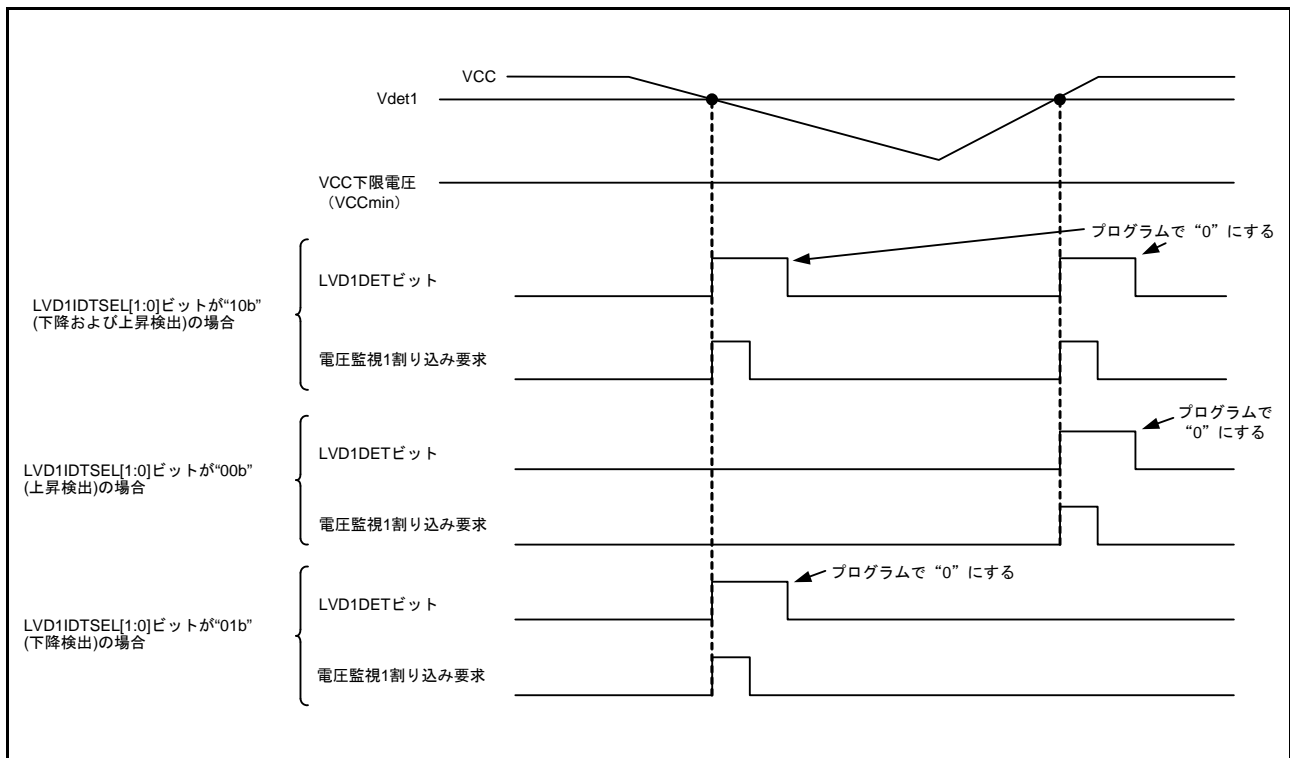 VCC
Vdet1
VCC下限電圧
（VCCmin）
プログラムで“0”にする
LVD1IDTSEL[1:0]ビットが“10b”
(下降および上昇検出)の場合
LVD1DETビット
電圧監視1割り込み要求
プログラムで
“0”にする
LVD1IDTSEL[1:0]ビットが“00b”
(上昇検出)の場合
LVD1DETビット
電圧監視1割り込み要求
プログラムで“0”にする
LVD1IDTSEL[1:0]ビットが“01b”
(下降検出)の場合
LVD1DETビット
電圧監視1割り込み要求